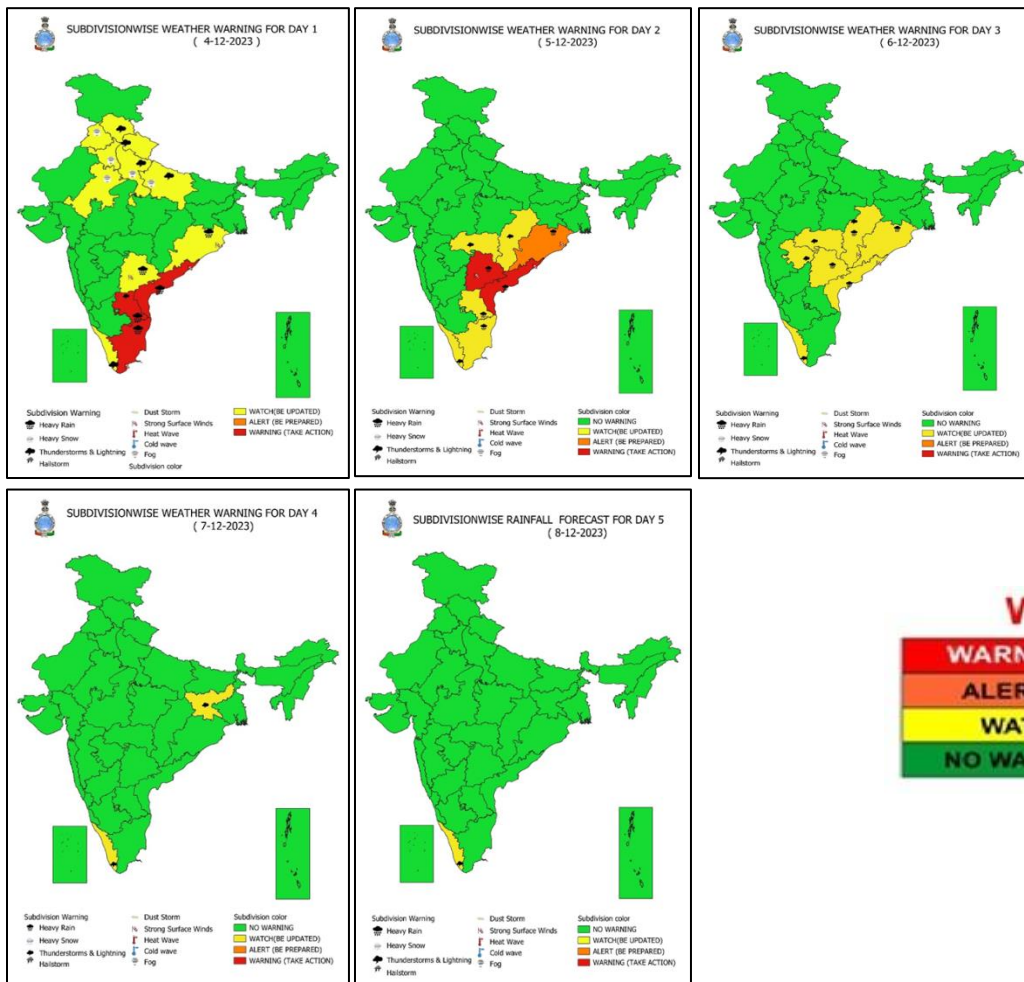 SUBDIVISIONWISE WEATHER WARNING FOR DAY 1
( 4-12-2023 )
Subdivision Warning
Heavy Rain
Heavy Snow
Thunderstorms & Lightning
Hailstorm
Dust Storm
Strong Surface Winds
Heat Wave
Cold wave
Fog
Subdivision color
WATCH(BE UPDATED)
ALERT (BE PREPARED)
WARNING (TAKE ACTION)
SUBDIVISIONWISE WEATHER WARNING FOR DAY 2
( 5-12-2023)
Subdivision Warning
Heavy Rain
Heavy Snow
Thunderstorms & Lightning
Hailstorm
Dust Storm
Strong Surface Winds
Heat Wave
Cold wave
Fog
Subdivision color
NO WARNING
WATCH(BE UPDATED)
ALERT (BE PREPARED)
WARNING (TAKE ACTION)
SUBDIVISIONWISE WEATHER WARNING FOR DAY 3
(6-12-2023)
Subdivision Warning
Heavy Rain
Heavy Snow
Thunderstorms & Lightning
Hailstorm
Dust Storm
Strong Surface Winds
Heat Wave
Cold wave
Fog
Subdivision color
NO WARNING
WATCH(BE UPDATED)
ALERT (BE PREPARED)
WARNING (TAKE ACTION)
SUBDIVISIONWISE WEATHER WARNING FOR DAY 4
(7-12-2023)
Subdivision Warning
Heavy Rain
Heavy Snow
Thunderstorms & Lightning
Hailstorm
Dust Storm
Strong Surface Winds
Heat Wave
Cold wave
Fog
Subdivision color
NO WARNING
WATCH(BE UPDATED)
ALERT (BE PREPARED)
WARNING (TAKE ACTION)
SUBDIVISIONWISE RAINFALL FORECAST FOR DAY 5
( 8-12-2023)
Subdivision Warning
Heavy Rain
Heavy Snow
Thunderstorms & Lightning
Hailstorm
Dust Storm
Strong Surface Winds
Heat Wave
Cold wave
Fog
Subdivision color
NO WARNING
WATCH(BE UPDATED)
ALERT (BE PREPARED)
WARNING (TAKE ACTION)
NO